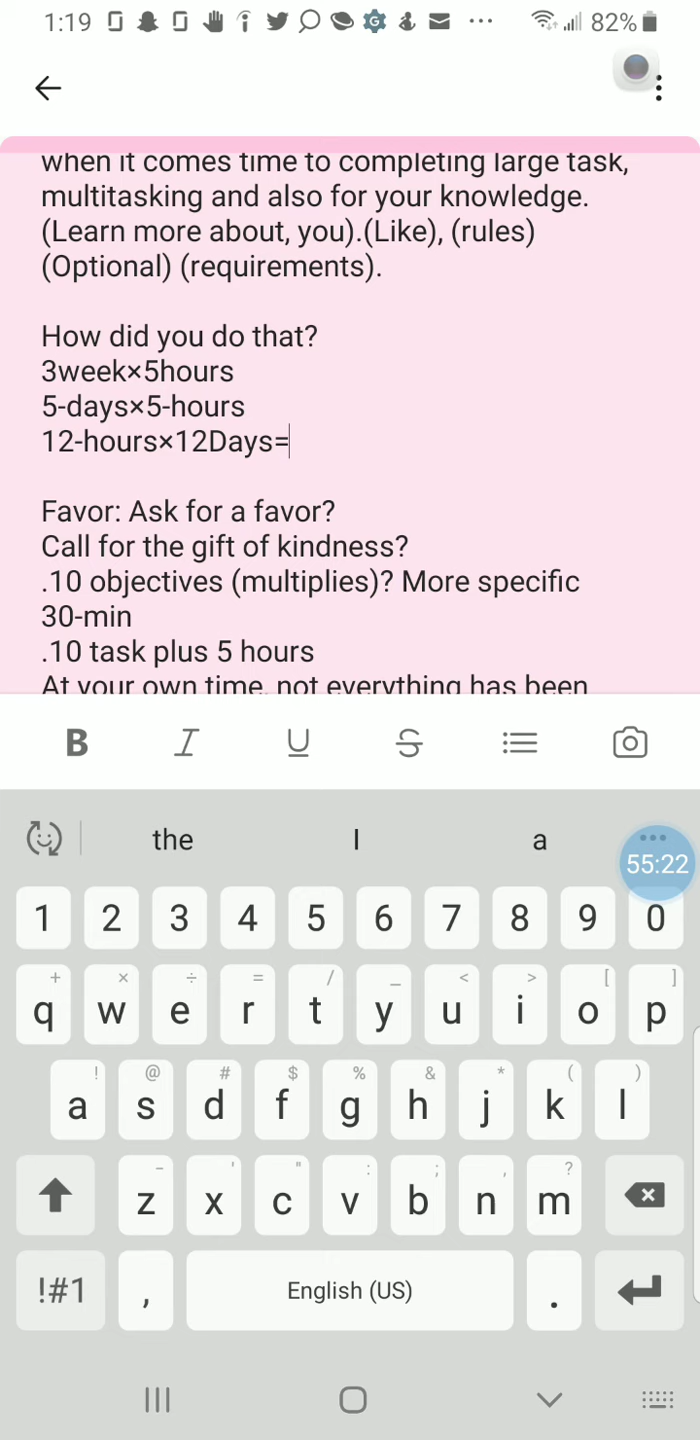 1:19 ... 82%
when it comes time to completing large task,
multitasking and also for your knowledge.
(Learn more about, you).(Like), (rules)
(Optional) (requirements).
How did you do that?
3week×5hours
5-days×5-hours
12-hours×12Days=
Favor: Ask for a favor?
Call for the gift of kindness?
.10 objectives (multiplies)? More specific
30-min
.10 task plus 5 hours
At your own time, not everything has been
B I U S
the I a ...
55:22
1 2 3 4 5 6 7 8 9 0
+ × ÷ = / _ < > [ ]
q w e r t y u i o p
! @ # $ % & * ( )
a s d f g h j k l
- ' " : ; , ?
z x c v b n m
!#1 , English (US) .